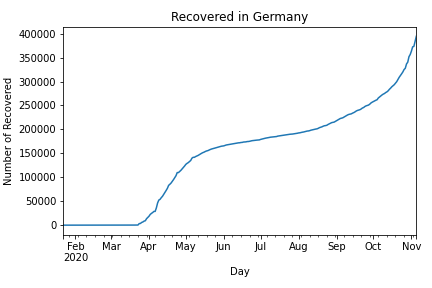 Recovered in Germany
Number of Recovered
400000
350000
300000
250000
200000
150000
100000
50000
0
Feb Mar Apr May Jun Jul Aug Sep Oct Nov
2020
Day